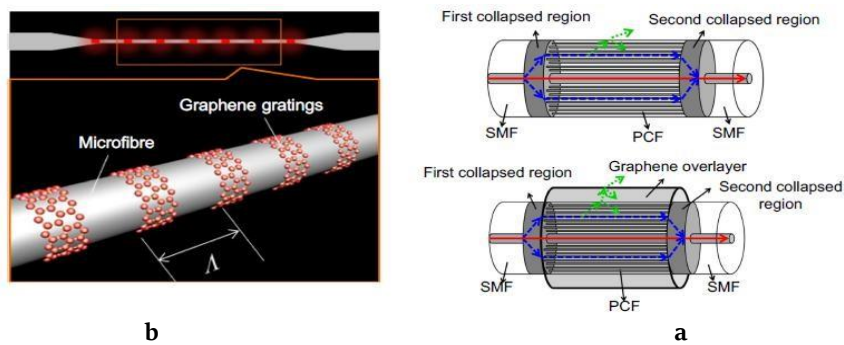 Graphene gratings
Microfibre
Λ
b
First collapsed region
Second collapsed region
SMF
PCF
SMF
Graphene overlayer
First collapsed region
Second collapsed
region
SMF
PCF
SMF
a